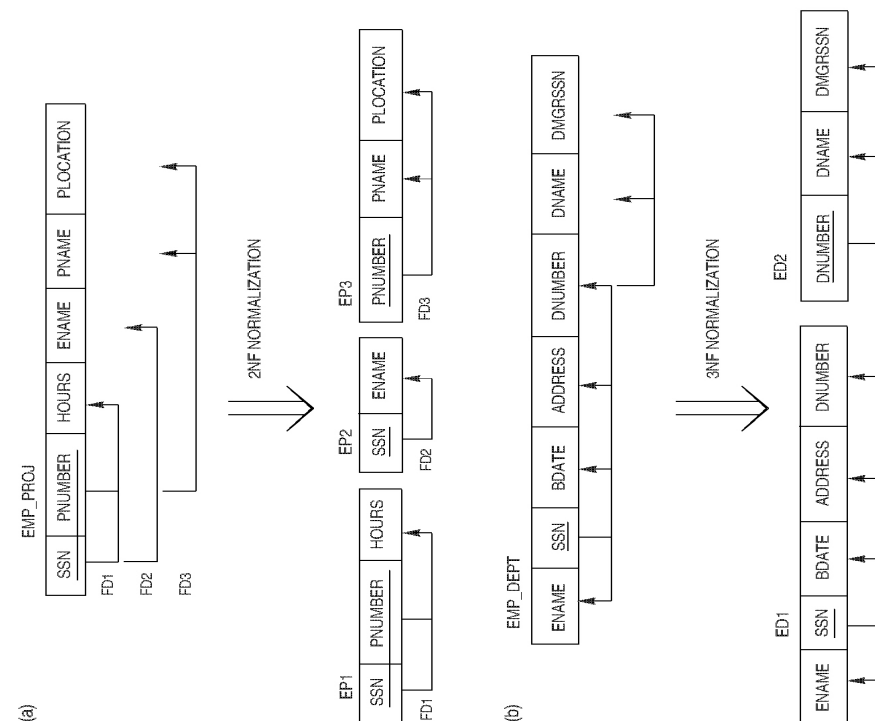 (a)
EMP_PROJ
SSN PNUMBER HOURS ENAME PNAME PLOCATION
FD1
FD2
FD3
2NF NORMALIZATION
EP1
SSN PNUMBER HOURS
FD1
EP2
SSN ENAME
FD2
EP3
PNUMBER PNAME PLOCATION
FD3
(b)
EMP_DEPT
ENAME SSN BDATE ADDRESS DNUMBER DNAME DMGRSSN
3NF NORMALIZATION
ED1
ENAME SSN BDATE ADDRESS DNUMBER
ED2
DNUMBER DNAME DMGRSSN